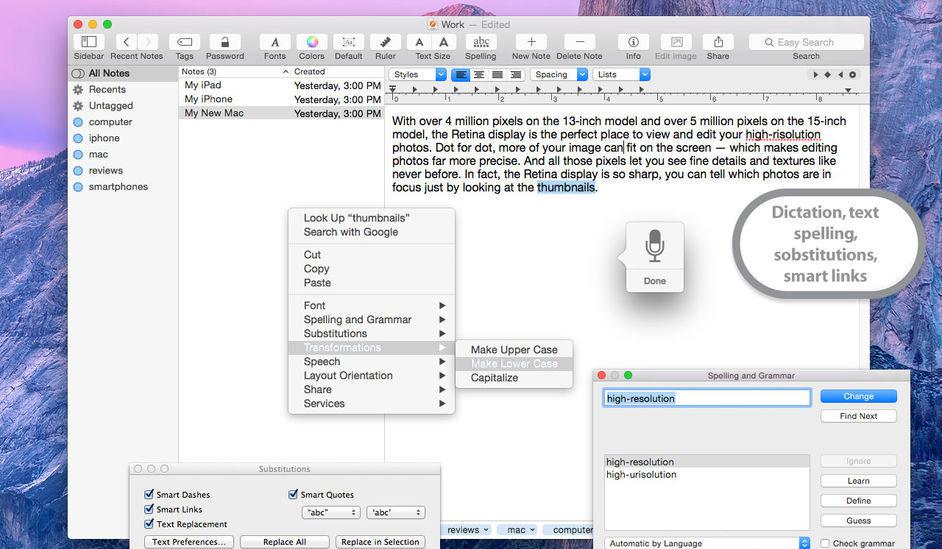 Work — Edited
Sidebar Recent Notes Tags Password Fonts Colors Default Ruler Text Size Spelling New Note Delete Note Info Edit Image Share Search
abc
Easy Search
All Notes
Recents
Untagged
computer
iphone
mac
reviews
smartphones
Notes (3) Created
My iPad Yesterday, 3:00 PM
My iPhone Yesterday, 3:00 PM
My New Mac Yesterday, 3:00 PM
Styles Spacing Lists
0 1 2 3 4 5 6 7 8
With over 4 million pixels on the 13-inch model and over 5 million pixels on the 15-inch
model, the Retina display is the perfect place to view and edit your high-risolution
photos. Dot for dot, more of your image can fit on the screen — which makes editing
photos far more precise. And all those pixels let you see fine details and textures like
never before. In fact, the Retina display is so sharp, you can tell which photos are in
focus just by looking at the thumbnails.
Look Up “thumbnails”
Search with Google
Cut
Copy
Paste
Font
Spelling and Grammar
Substitutions
Transformations
Speech
Layout Orientation
Share
Services
Make Upper Case
Make Lower Case
Capitalize
Done
Dictation, text
spelling,
sobstitutions,
smart links
Spelling and Grammar
high-resolution
Change
Find Next
high-resolution
high-urisolution
Ignore
Learn
Define
Guess
Automatic by Language
Check grammar
Substitutions
Smart Dashes
Smart Quotes
Smart Links
“abc” ‘abc’
Text Replacement
Text Preferences... Replace All Replace in Selection
reviews mac computer